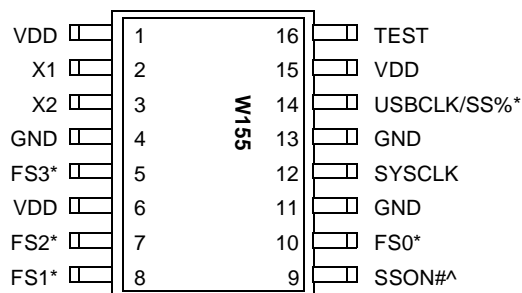 VDD 1 16 TEST
X1 2 15 VDD
X2 3 14 USBCLK/SS%*
GND 4 13 GND
FS3* 5 12 SYSCLK
VDD 6 11 GND
FS2* 7 10 FS0*
FS1* 8 9 SSON#^
W155